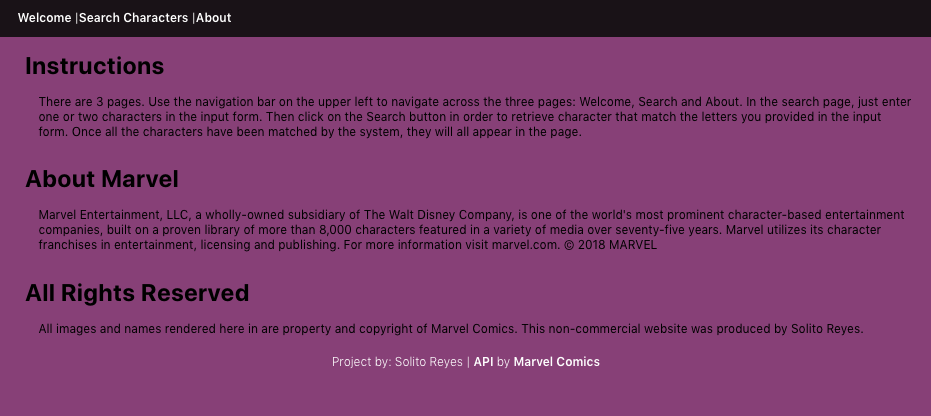 Welcome |Search Characters |About
Instructions
There are 3 pages. Use the navigation bar on the upper left to navigate across the three pages: Welcome, Search and About. In the search page, just enter
one or two characters in the input form. Then click on the Search button in order to retrieve character that match the letters you provided in the input
form. Once all the characters have been matched by the system, they will all appear in the page.
About Marvel
Marvel Entertainment, LLC, a wholly-owned subsidiary of The Walt Disney Company, is one of the world's most prominent character-based entertainment
companies, built on a proven library of more than 8,000 characters featured in a variety of media over seventy-five years. Marvel utilizes its character
franchises in entertainment, licensing and publishing. For more information visit marvel.com. © 2018 MARVEL
All Rights Reserved
All images and names rendered here in are property and copyright of Marvel Comics. This non-commercial website was produced by Solito Reyes.
Project by: Solito Reyes | API by Marvel Comics